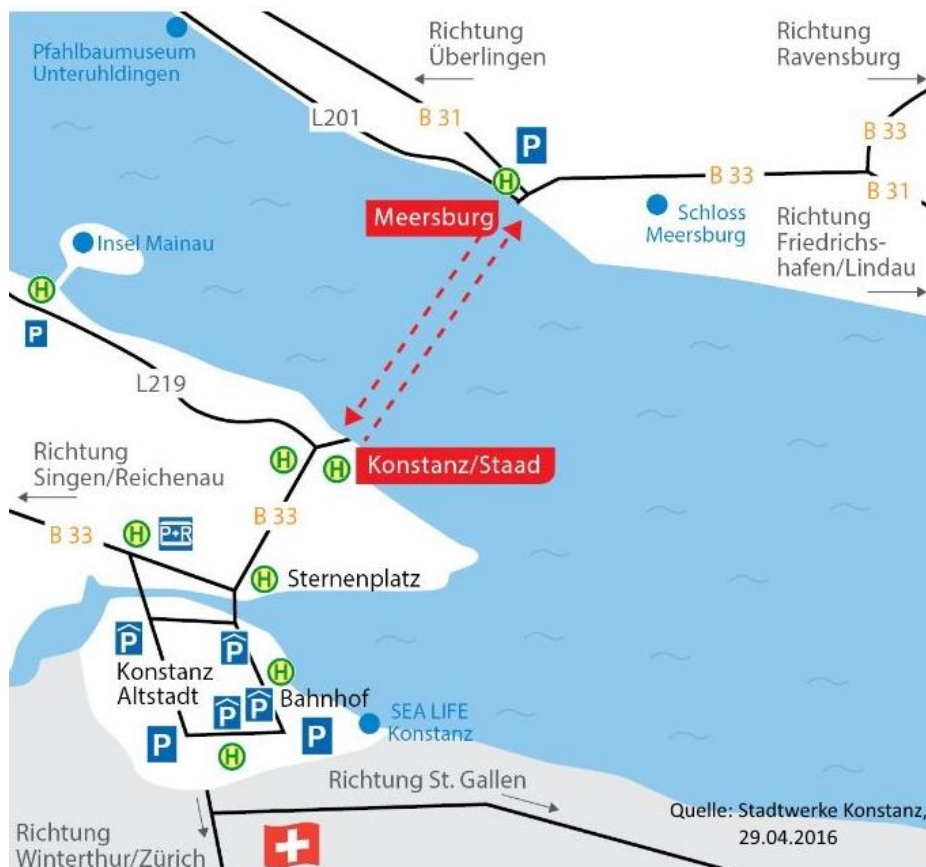 Pfahlbaumuseum
Unteruhldingen
Richtung
Überlingen
Richtung
Ravensburg
L201
B 31
P
B 33
H
B 33
B 31
Meersburg
Schloss
Meersburg
Richtung
Friedrichs-
hafen/Lindau
Insel Mainau
H
P
L219
Richtung
Singen/Reichenau
H
H
Konstanz/Staad
B 33
B 33
H
P+R
H
Sternenplatz
P
P
Konstanz
Altstadt
H
Bahnhof
P
P
P
P
H
SEA LIFE
Konstanz
Richtung St. Gallen
Quelle: Stadtwerke Konstanz,
29.04.2016
Richtung
Winterthur/Zürich